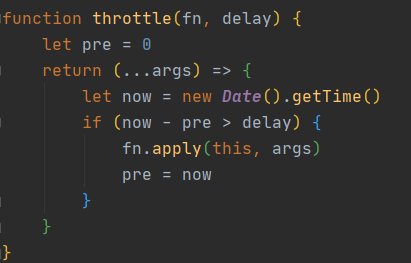 function throttle(fn, delay) {
    let pre = 0
    return (...args) => {
        let now = new Date().getTime()
        if (now - pre > delay) {
            fn.apply(this, args)
            pre = now
        }
    }
}